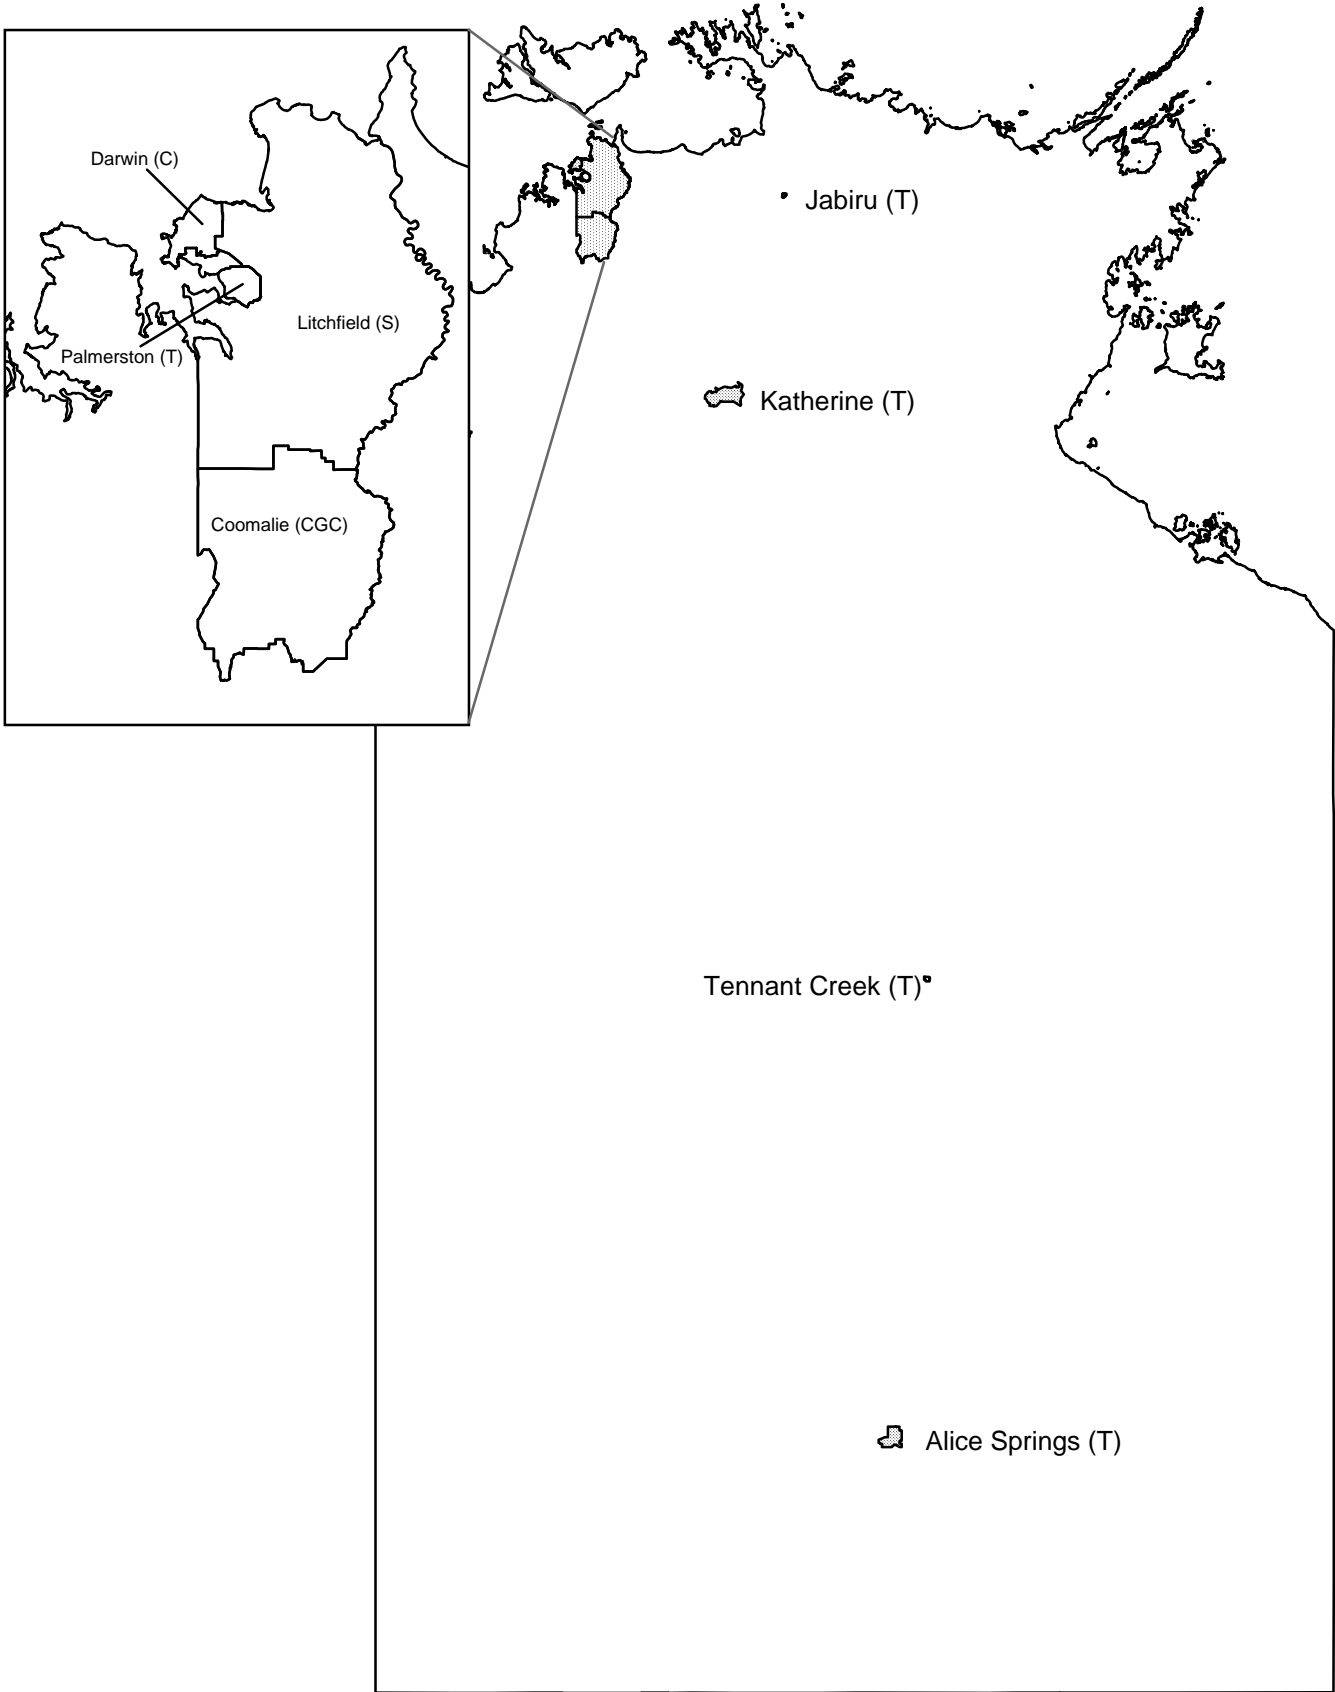 Darwin (C)
Jabiru (T)
Litchfield (S)
Palmerston (T)
Katherine (T)
Coomalie (CGC)
Tennant Creek (T)
Alice Springs (T)